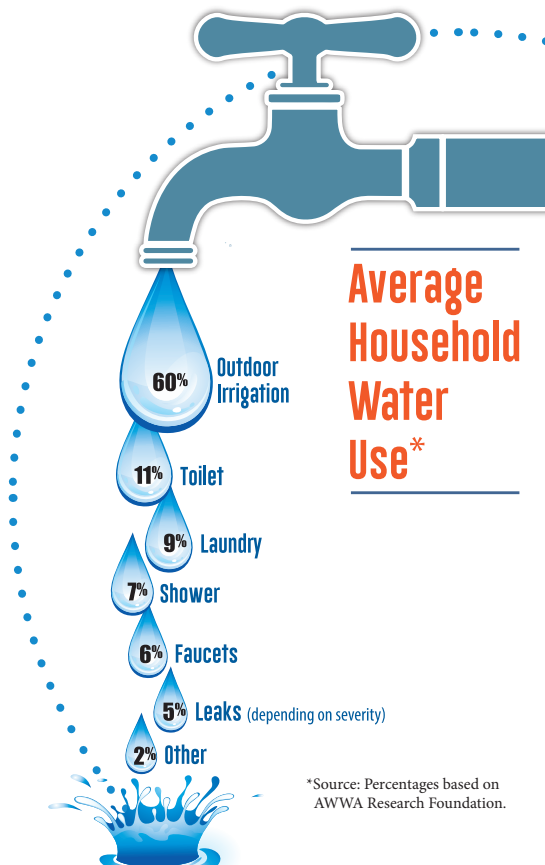 Average
Household
Water
Use*
60% Outdoor
Irrigation
11% Toilet
9% Laundry
7% Shower
6% Faucets
5% Leaks (depending on severity)
2% Other
*Source: Percentages based on
AWWA Research Foundation.